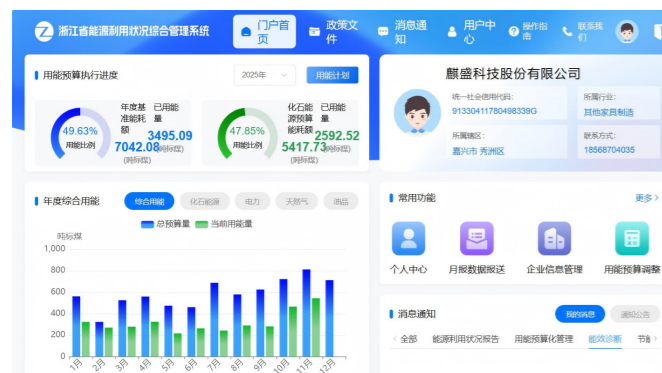 浙江省能源利用状况综合管理系统
门户首页
政策文件
消息通知
用户中心
操作指南
联系我们
用能预算执行进度
2025年
用能计划
49.63%
用能比例
年度基准能耗额
7042.08
(吨标煤)
已用能量
3495.09
(吨标煤)
47.85%
用能比例
化石能源预算能耗额
5417.73
(吨标煤)
已用能量
2592.52
(吨标煤)
麒盛科技股份有限公司
统一社会信用代码：
91330411780498339G
所属行业：
其他家具制造
所属辖区：
嘉兴市 秀洲区
联系方式：
18568704035
年度综合用能
综合用能
化石能源
电力
天然气
油品
总预算量
当前用能量
吨标煤
1,000
800
600
400
200
0
1月
2月
3月
4月
5月
6月
7月
8月
9月
10月
11月
12月
常用功能
更多>
个人中心
月报数据报送
企业信息管理
用能预算调整
消息通知
我的消息
通知公告
全部
能源利用状况报告
用能预算化管理
能效诊断